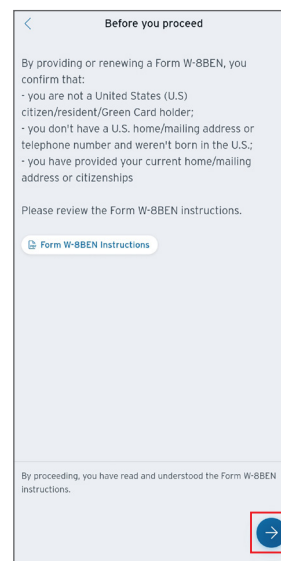 Before you proceed
By providing or renewing a Form W-8BEN, you
confirm that:
- you are not a United States (U.S)
citizen/resident/Green Card holder;
- you don't have a U.S. home/mailing address or
telephone number and weren't born in the U.S.;
- you have provided your current home/mailing
address or citizenships
Please review the Form W-8BEN instructions.
Form W-8BEN Instructions
By proceeding, you have read and understood the Form W-8BEN
instructions.